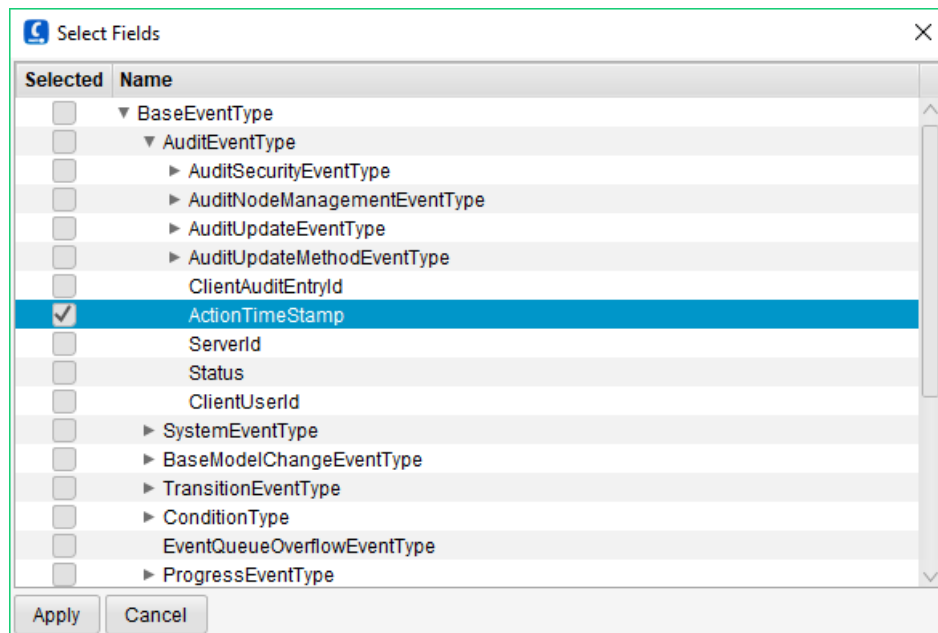 Select Fields
Selected Name
BaseEventType
AuditEventType
AuditSecurityEventType
AuditNodeManagementEventType
AuditUpdateEventType
AuditUpdateMethodEventType
ClientAuditEntryId
ActionTimeStamp
ServerId
Status
ClientUserId
SystemEventType
BaseModelChangeEventType
TransitionEventType
ConditionType
EventQueueOverflowEventType
ProgressEventType
Apply Cancel